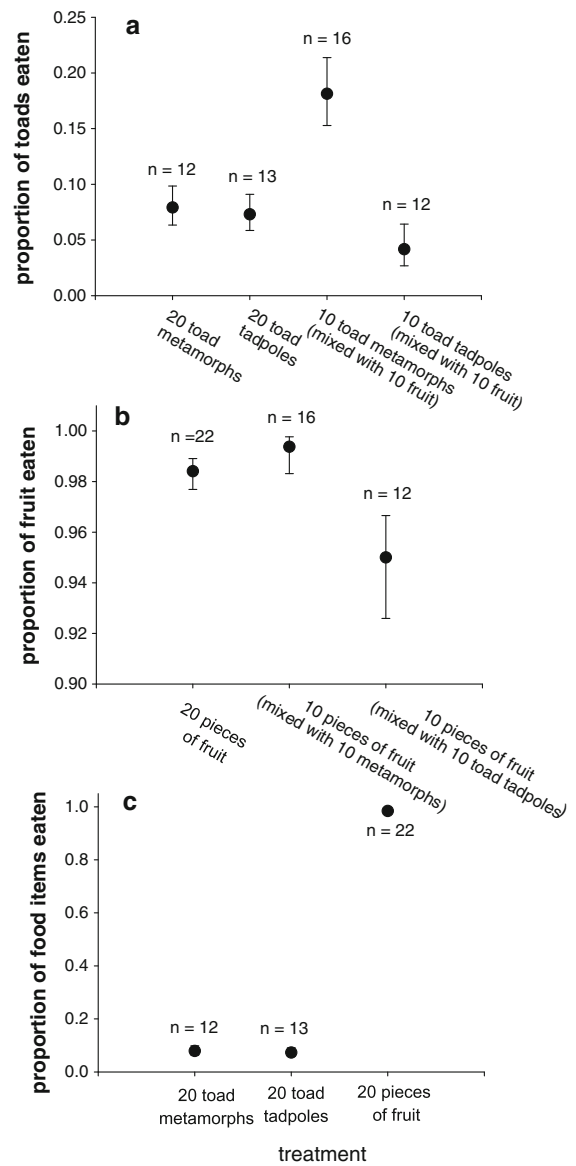 a
proportion of toads eaten
0.25
0.20
0.15
0.10
0.05
0.00
n = 12
n = 13
n = 16
n = 12
20 toad
metamorphs
20 toad
tadpoles
10 toad metamorphs
(mixed with 10 fruit)
10 toad tadpoles
(mixed with 10 fruit)
b
proportion of fruit eaten
1.00
0.98
0.96
0.94
0.92
0.90
n =22
n = 16
n = 12
20 pieces
of fruit
10 pieces of fruit
(mixed with 10 metamorphs)
10 pieces of fruit
(mixed with 10 toad tadpoles)
c
proportion of food items eaten
1.0
0.8
0.6
0.4
0.2
0.0
n = 12
n = 13
n = 22
20 toad
metamorphs
20 toad
tadpoles
20 pieces
of fruit
treatment